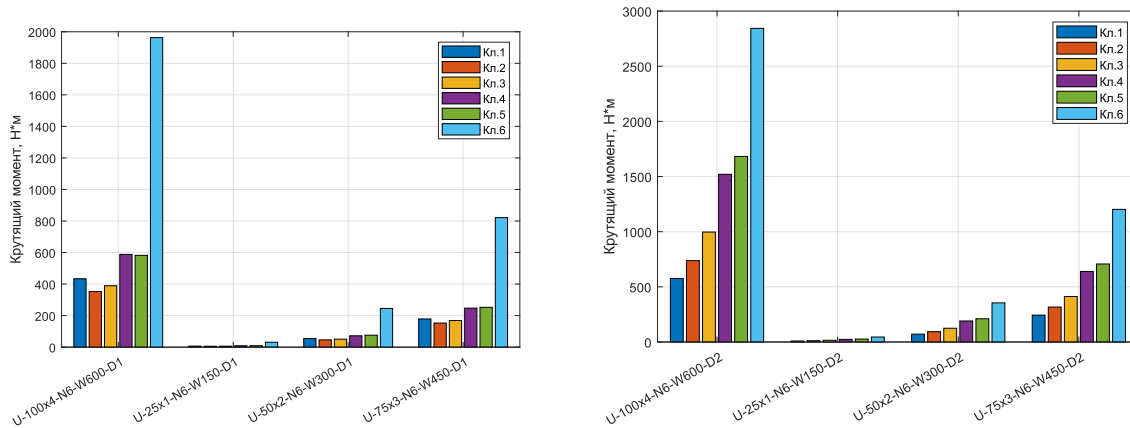 Крутящий момент, Н*м
2000
1800
1600
1400
1200
1000
800
600
400
200
0
Кл.1
Кл.2
Кл.3
Кл.4
Кл.5
Кл.6
U-100x4-N6-W600-D1
U-25x1-N6-W150-D1
U-50x2-N6-W300-D1
U-75x3-N6-W450-D1
Крутящий момент, Н*м
3000
2500
2000
1500
1000
500
0
Кл.1
Кл.2
Кл.3
Кл.4
Кл.5
Кл.6
U-100x4-N6-W600-D2
U-25x1-N6-W150-D2
U-50x2-N6-W300-D2
U-75x3-N6-W450-D2